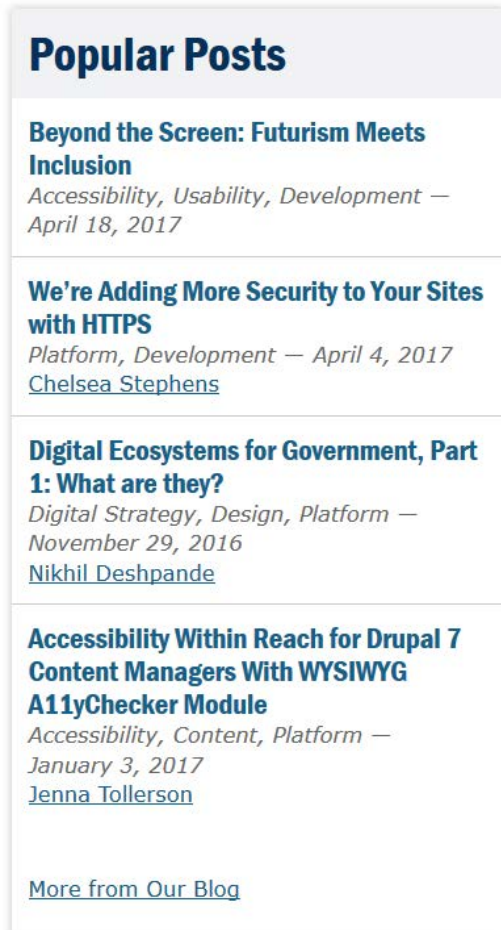 Popular Posts
Beyond the Screen: Futurism Meets
Inclusion
Accessibility, Usability, Development —
April 18, 2017
We’re Adding More Security to Your Sites
with HTTPS
Platform, Development — April 4, 2017
Chelsea Stephens
Digital Ecosystems for Government, Part
1: What are they?
Digital Strategy, Design, Platform —
November 29, 2016
Nikhil Deshpande
Accessibility Within Reach for Drupal 7
Content Managers With WYSIWYG
A11yChecker Module
Accessibility, Content, Platform —
January 3, 2017
Jenna Tollerson
More from Our Blog